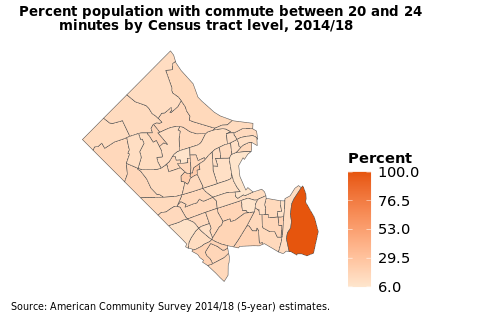 Percent population with commute between 20 and 24
minutes by Census tract level, 2014/18
Percent
100.0
76.5
53.0
29.5
6.0
Source: American Community Survey 2014/18 (5-year) estimates.